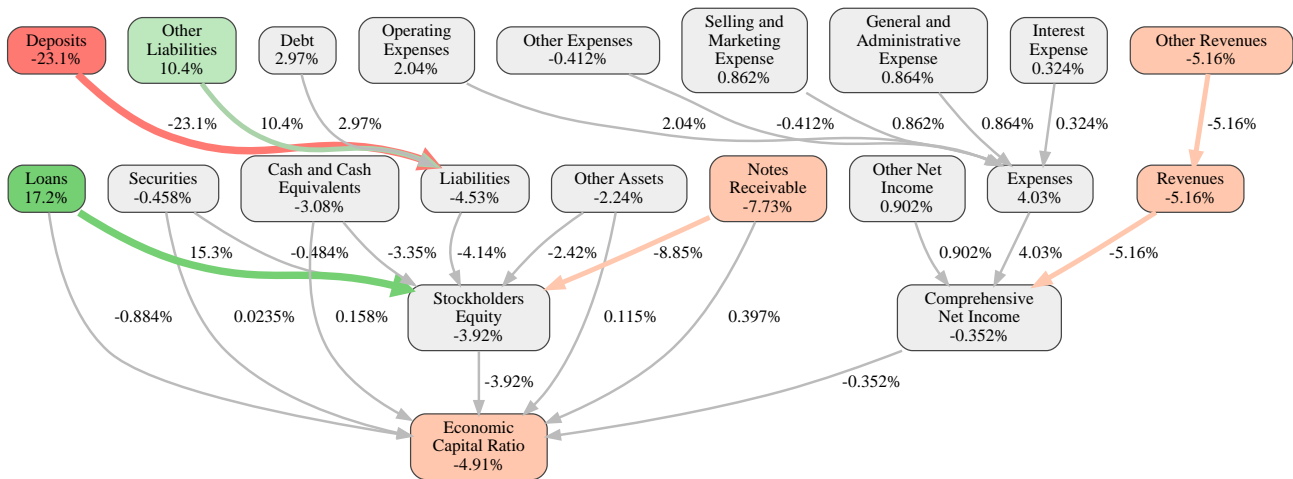 Deposits
-23.1%
Other
Liabilities
10.4%
Debt
2.97%
Operating
Expenses
2.04%
Other Expenses
-0.412%
Selling and
Marketing
Expense
0.862%
General and
Administrative
Expense
0.864%
Interest
Expense
0.324%
Other Revenues
-5.16%
-23.1%
10.4%
2.97%
2.04%
-0.412%
0.862%
0.864%
0.324%
-5.16%
Loans
17.2%
Securities
-0.458%
Cash and Cash
Equivalents
-3.08%
Liabilities
-4.53%
Other Assets
-2.24%
Notes
Receivable
-7.73%
Other Net
Income
0.902%
Expenses
4.03%
Revenues
-5.16%
15.3%
-0.484%
-3.35%
-4.14%
-2.42%
-8.85%
0.902%
4.03%
-5.16%
Stockholders
Equity
-3.92%
Comprehensive
Net Income
-0.352%
-0.884%
0.0235%
0.158%
0.115%
0.397%
-3.92%
-0.352%
Economic
Capital Ratio
-4.91%